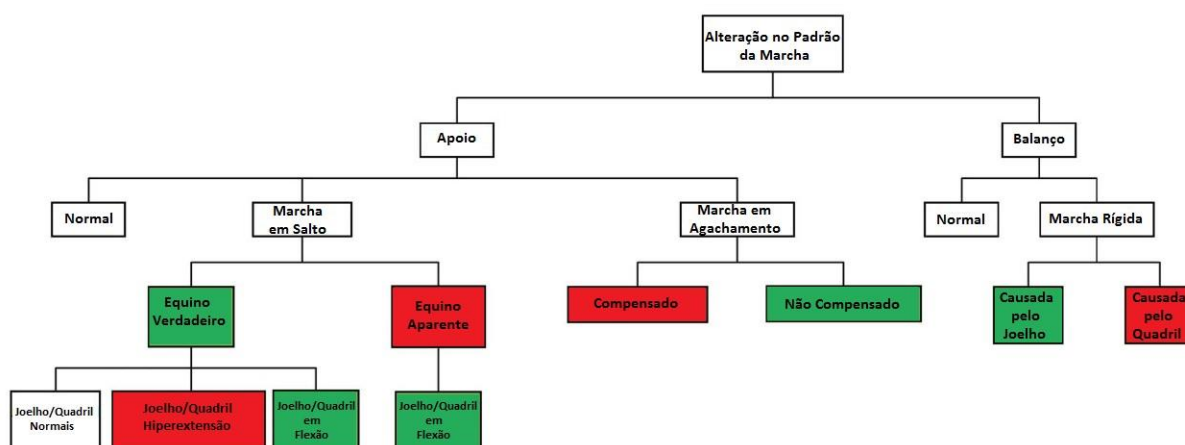 Alteração no Padrão
da Marcha
Apoio
Balanço
Normal
Marcha
em Salto
Marcha em
Agachamento
Normal
Marcha Rígida
Equino
Verdadeiro
Equino
Aparente
Compensado
Não Compensado
Causada
pelo
Joelho
Causada
pelo
Quadril
Joelho/Quadril
Normais
Joelho/Quadril
Hiperextensão
Joelho/Quadril
em
Flexão
Joelho/Quadril
em
Flexão